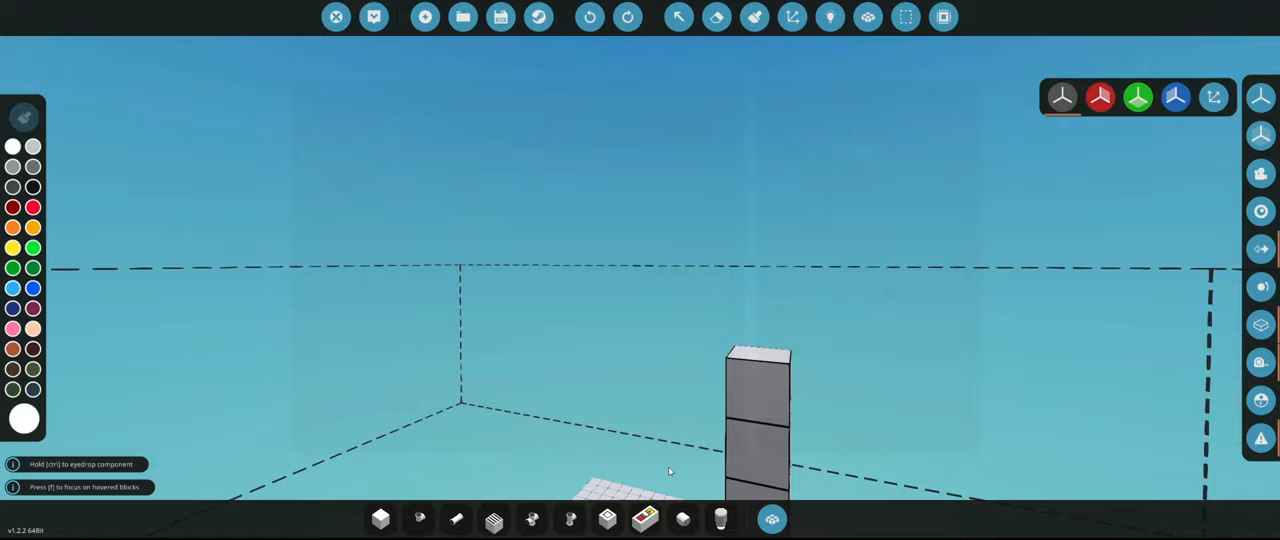 Hold [ctrl] to eyedrop component
Press [f] to focus on hovered blocks
v1.2.2 64Bit